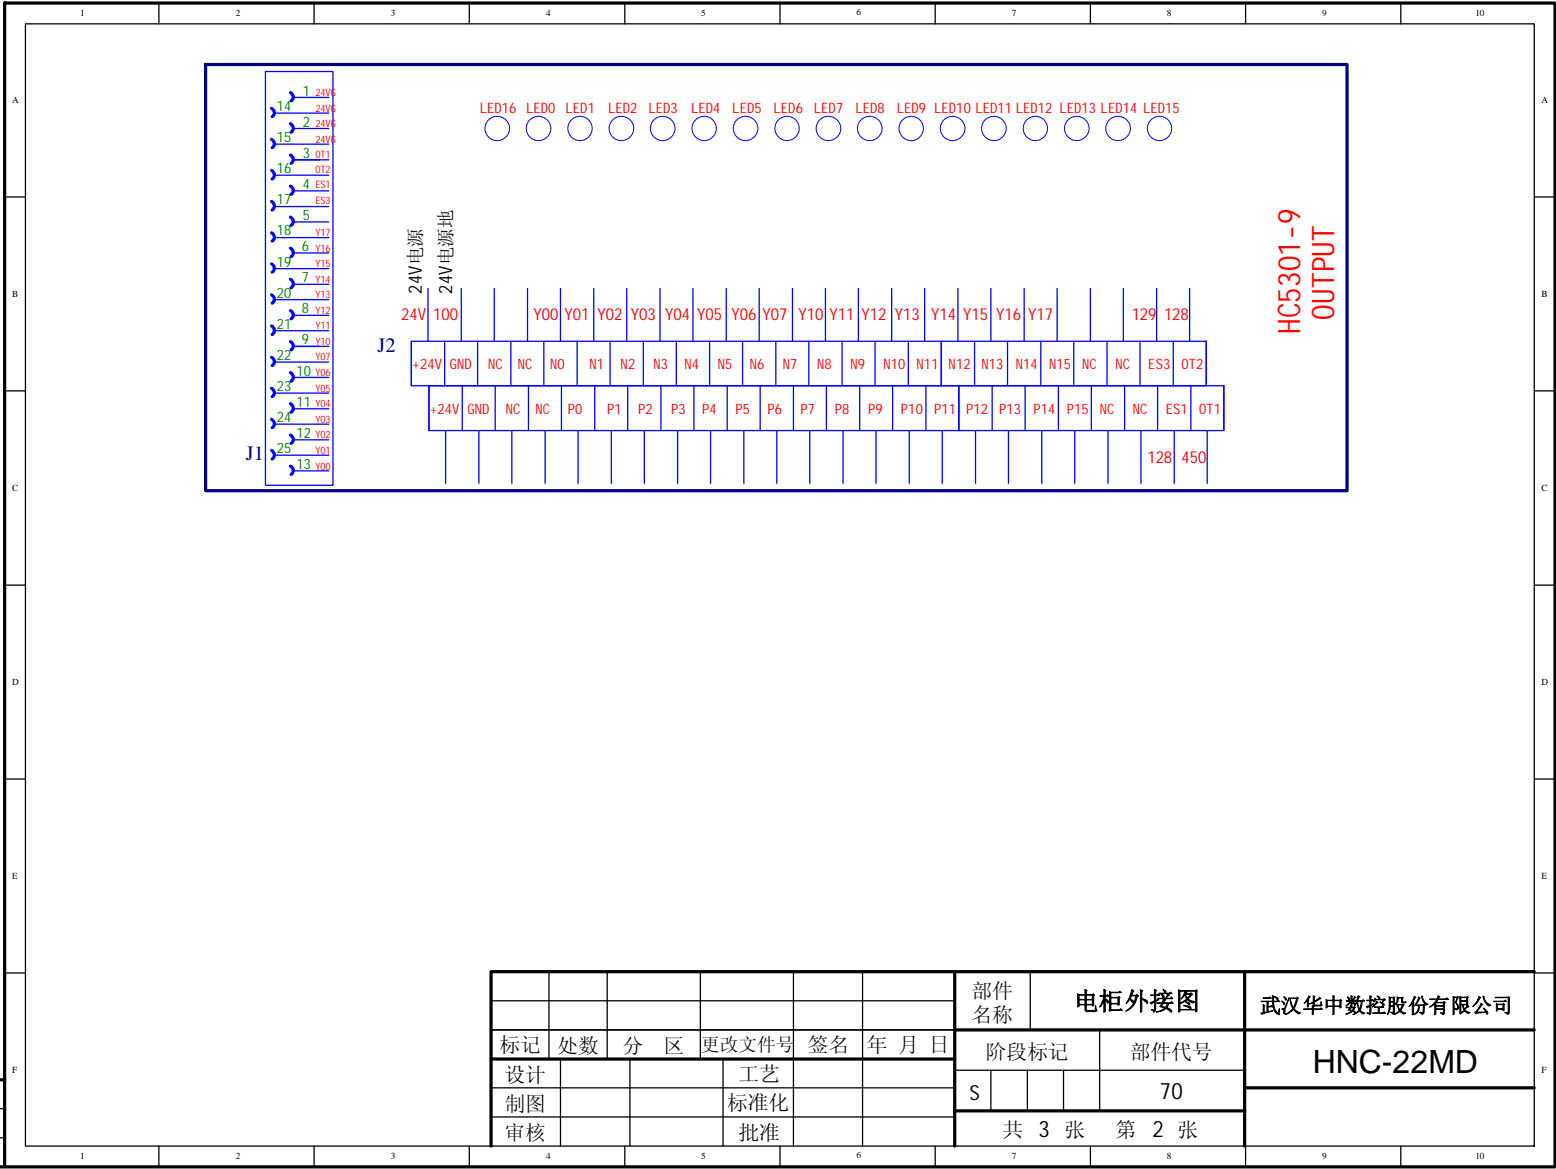 1 2 3 4 5 6 7 8 9 10
A A
B B
C C
D D
E E
F F
1 24VG
14 24VG
2 24VG
15 24VG
3 OT1
16 OT2
4 ES1
17 ES3
5
18 Y17
6 Y16
19 Y15
7 Y14
20 Y13
8 Y12
21 Y11
9 Y10
22 Y07
10 Y06
23 Y05
11 Y04
24 Y03
12 Y02
25 Y01
13 Y00
J1
LED16 LED0 LED1 LED2 LED3 LED4 LED5 LED6 LED7 LED8 LED9 LED10 LED11 LED12 LED13 LED14 LED15
24V电源
24V电源地
24V 100 Y00 Y01 Y02 Y03 Y04 Y05 Y06 Y07 Y10 Y11 Y12 Y13 Y14 Y15 Y16 Y17 129 128
J2
+24V GND NC NC N0 N1 N2 N3 N4 N5 N6 N7 N8 N9 N10 N11 N12 N13 N14 N15 NC NC ES3 OT2
+24V GND NC NC P0 P1 P2 P3 P4 P5 P6 P7 P8 P9 P10 P11 P12 P13 P14 P15 NC NC ES1 OT1
128 450
HC5301-9
OUTPUT
标记 处数 分 区 更改文件号 签名 年 月 日
设计 工艺
制图 标准化
审核 批准
部件
名称
电柜外接图
武汉华中数控股份有限公司
阶段标记 部件代号
HNC-22MD
S 70
共 3 张 第 2 张
1 2 3 4 5 6 7 8 9 10